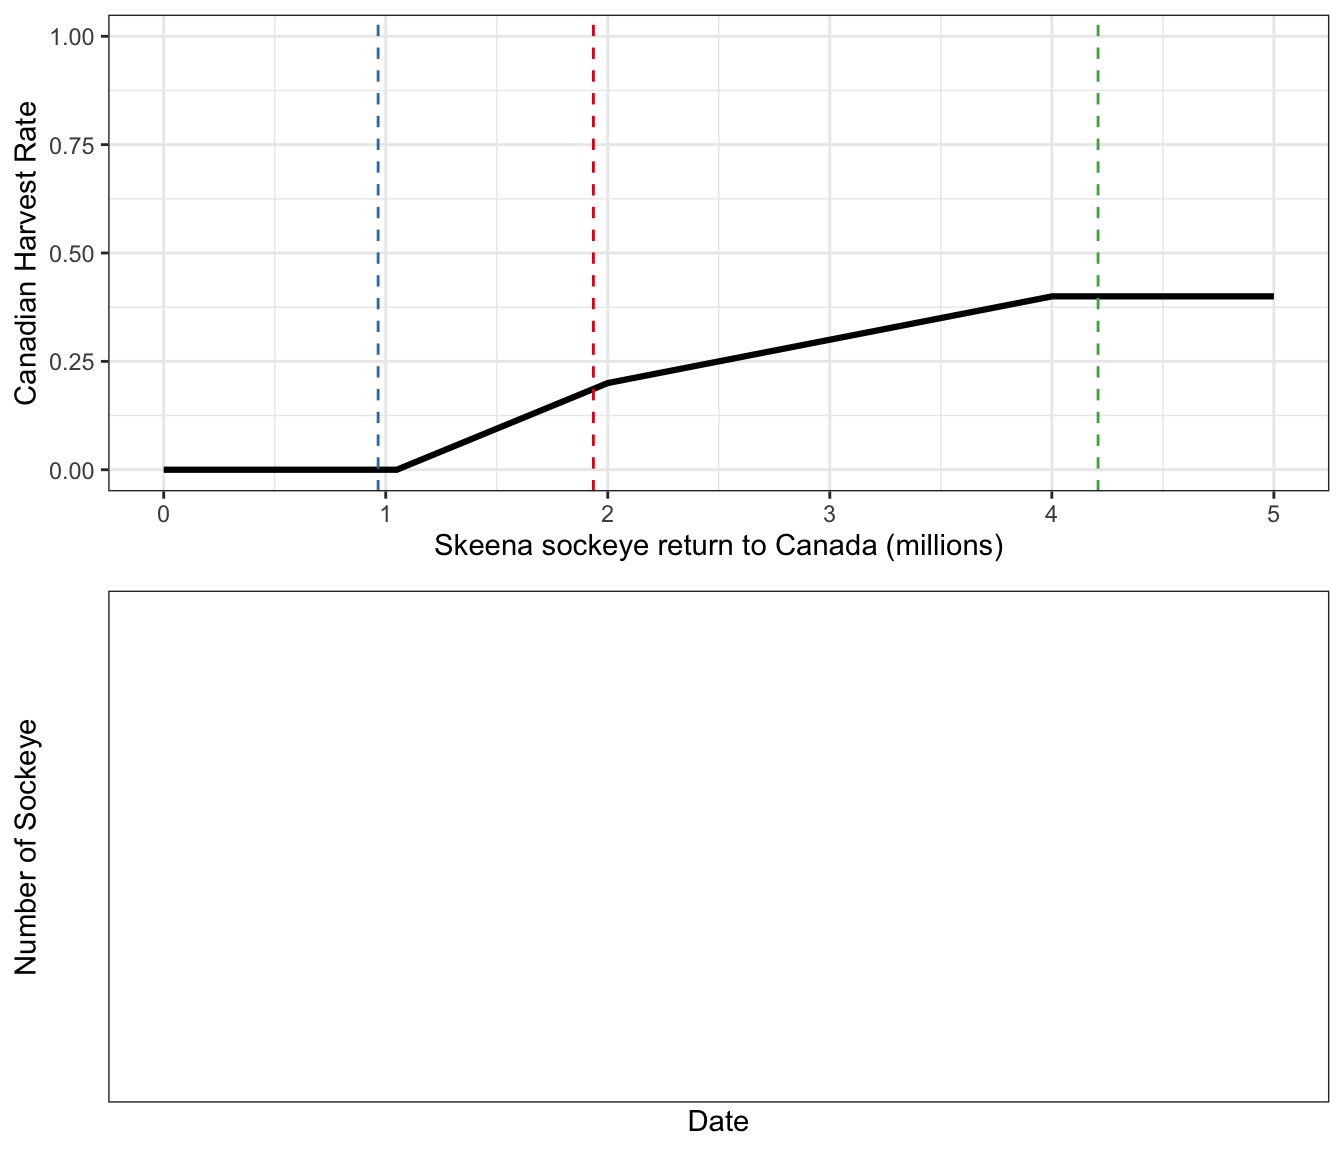 Canadian Harvest Rate
1.00
0.75
0.50
0.25
0.00
0 1 2 3 4 5
Skeena sockeye return to Canada (millions)
Number of Sockeye
Date